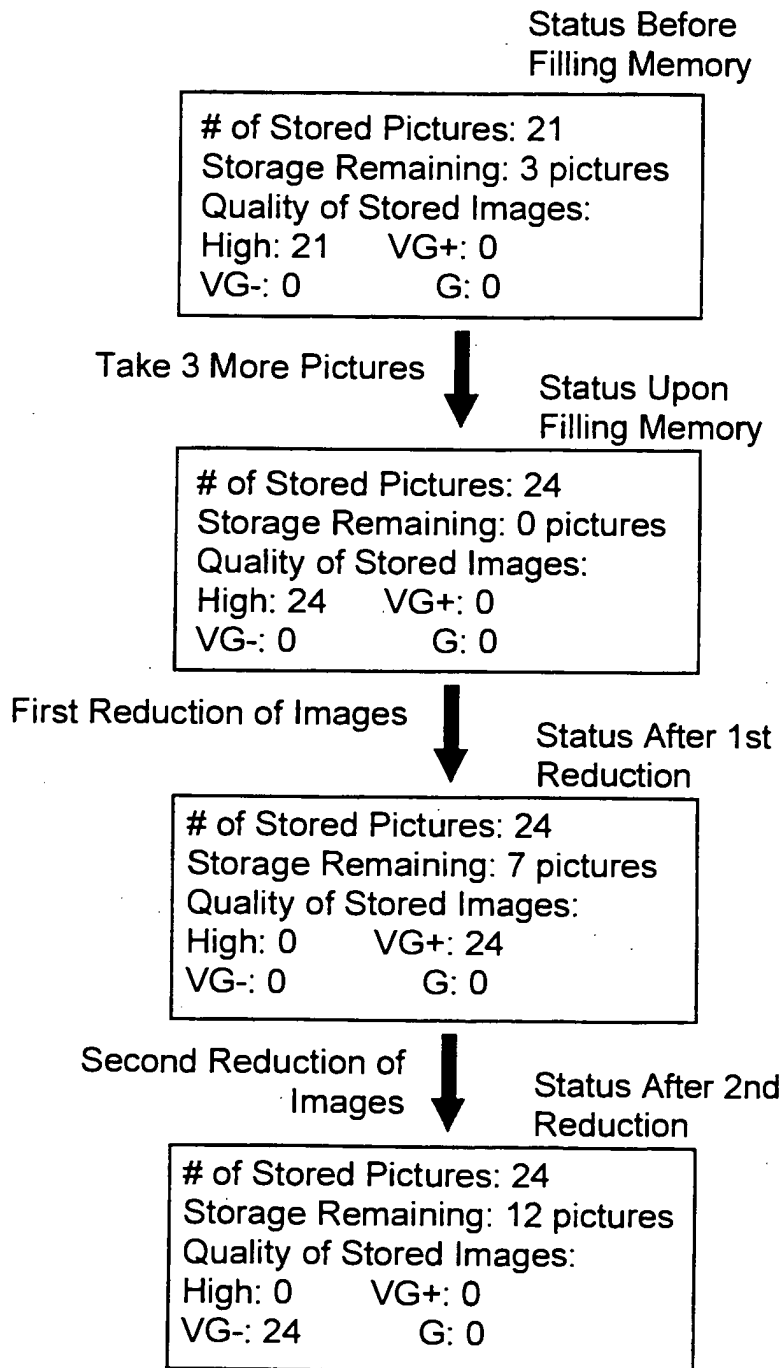 Status Before
Filling Memory
# of Stored Pictures: 21
Storage Remaining: 3 pictures
Quality of Stored Images:
High: 21 VG+: 0
VG-: 0 G: 0
Take 3 More Pictures
Status Upon
Filling Memory
# of Stored Pictures: 24
Storage Remaining: 0 pictures
Quality of Stored Images:
High: 24 VG+: 0
VG-: 0 G: 0
First Reduction of Images
Status After 1st
Reduction
# of Stored Pictures: 24
Storage Remaining: 7 pictures
Quality of Stored Images:
High: 0 VG+: 24
VG-: 0 G: 0
Second Reduction of
Images
Status After 2nd
Reduction
# of Stored Pictures: 24
Storage Remaining: 12 pictures
Quality of Stored Images:
High: 0 VG+: 0
VG-: 24 G: 0